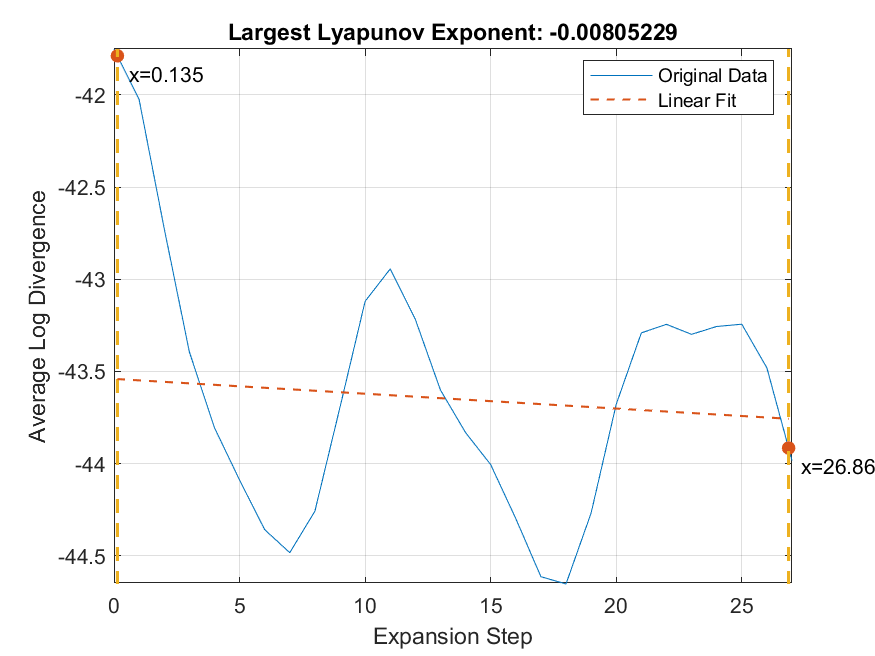 Largest Lyapunov Exponent: -0.00805229
x=0.135
Original Data
Linear Fit
-42
-42.5
-43
-43.5
-44
-44.5
Average Log Divergence
x=26.86
0 5 10 15 20 25
Expansion Step